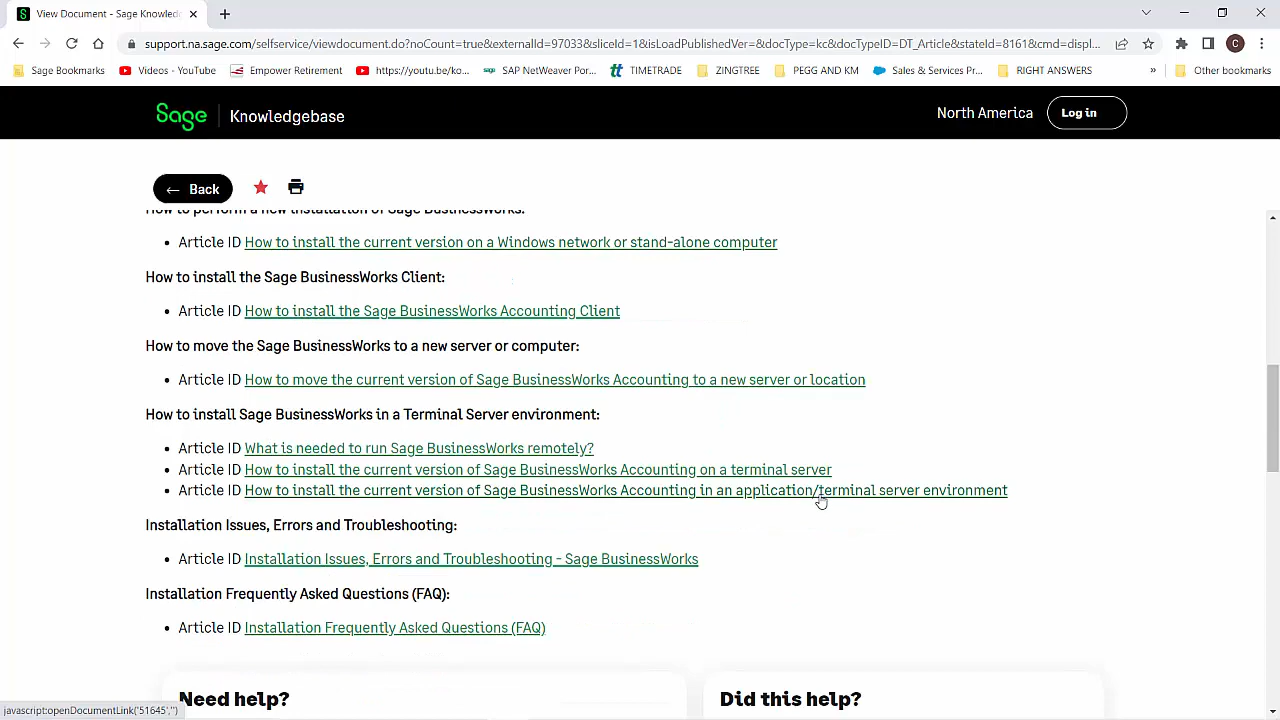 View Document - Sage Knowled
support.na.sage.com/selfservice/viewdocument.do?noCount=true&externalId=97033&sliceId=1&isLoadPublishedVer=&docType=kc&docTypeID=DT_Article&stateId=8161&cmd=displ...
Sage Bookmarks
Videos - YouTube
Empower Retirement
https://youtu.be/ko...
SAP NetWeaver Por...
TIMETRADE
ZINGTREE
PEGG AND KM
Sales & Services Pr...
RIGHT ANSWERS
»
Other bookmarks
C
Sage
Knowledgebase
North America
Log in
← Back
How to perform a new installation of Sage BusinessWorks:
• Article ID How to install the current version on a Windows network or stand-alone computer
How to install the Sage BusinessWorks Client:
• Article ID How to install the Sage BusinessWorks Accounting Client
How to move the Sage BusinessWorks to a new server or computer:
• Article ID How to move the current version of Sage BusinessWorks Accounting to a new server or location
How to install Sage BusinessWorks in a Terminal Server environment:
• Article ID What is needed to run Sage BusinessWorks remotely?
• Article ID How to install the current version of Sage BusinessWorks Accounting on a terminal server
• Article ID How to install the current version of Sage BusinessWorks Accounting in an application/terminal server environment
Installation Issues, Errors and Troubleshooting:
• Article ID Installation Issues, Errors and Troubleshooting - Sage BusinessWorks
Installation Frequently Asked Questions (FAQ):
• Article ID Installation Frequently Asked Questions (FAQ)
Need help?
Did this help?
javascript:openDocumentLink('51645','')